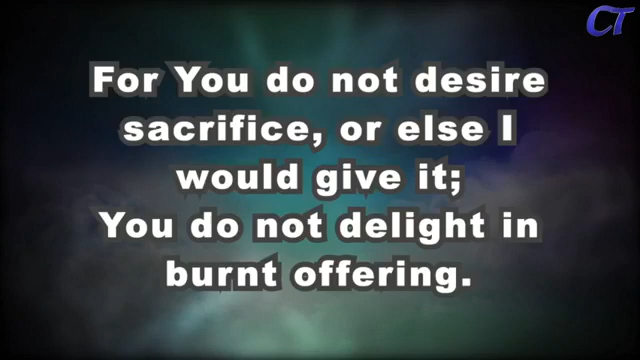 CT
For You do not desire
sacrifice, or else I
would give it;
You do not delight in
burnt offering.